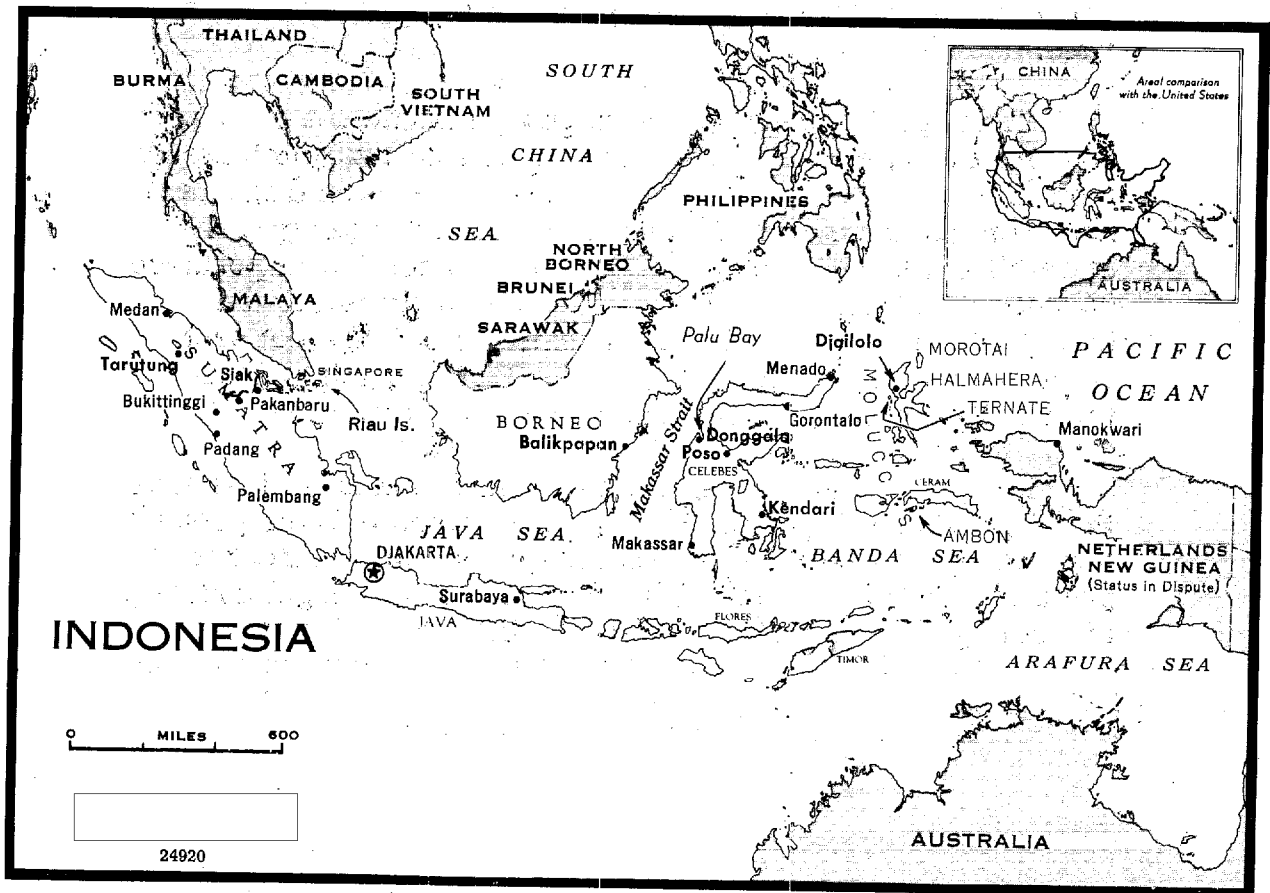 THAILAND
BURMA
CAMBODIA
SOUTH
VIETNAM
SOUTH
CHINA
SEA
PHILIPPINES
NORTH
BORNEO
BRUNEI
SARAWAK
MALAYA
SINGAPORE
CHINA
Areal comparison
with the United States
AUSTRALIA
Medan
Tarutung
SUMATRA
Siak
Bukittinggi
Pakanbaru
Riau Is.
Padang
Palembang
BORNEO
Balikpapan
Makassar Strait
Palu Bay
Menado
Djailolo
MOROTAI
HALMAHERA
TERNATE
MOLUCCAS
PACIFIC
OCEAN
Gorontalo
Donggala
Poso
CELEBES
Manokwari
CERAM
AMBON
Kendari
Makassar
JAVA SEA
BANDA SEA
NETHERLANDS
NEW GUINEA
(Status in Dispute)
DJAKARTA
Surabaya
JAVA
FLORES
TIMOR
ARAFURA SEA
INDONESIA
0 MILES 600
24920
AUSTRALIA